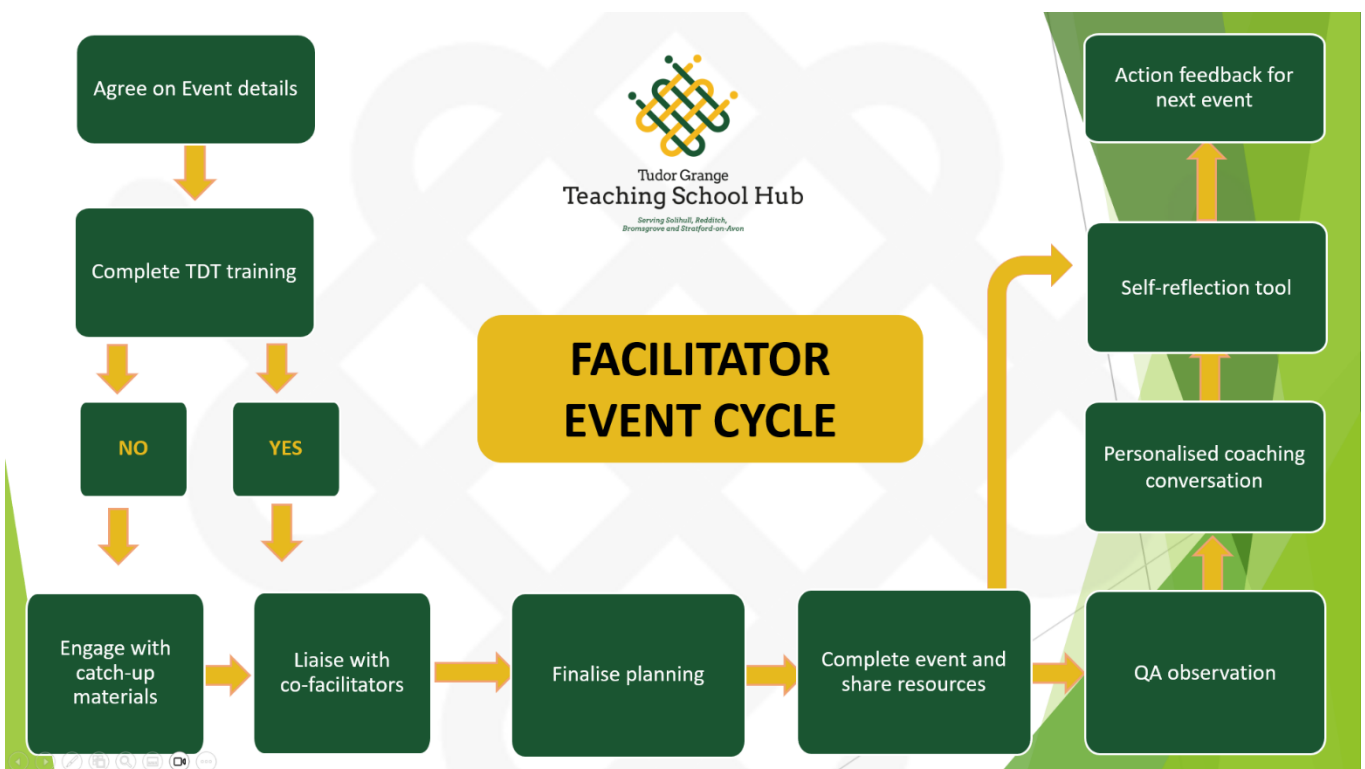 Agree on Event details
Complete TDT training
NO
YES
Engage with
catch-up
materials
Liaise with
co-facilitators
Finalise planning
Complete event and
share resources
QA observation
Personalised coaching
conversation
Self-reflection tool
Action feedback for
next event
Tudor Grange
Teaching School Hub
Serving Solihull, Redditch,
Bromsgrove and Stratford-on-Avon
FACILITATOR
EVENT CYCLE